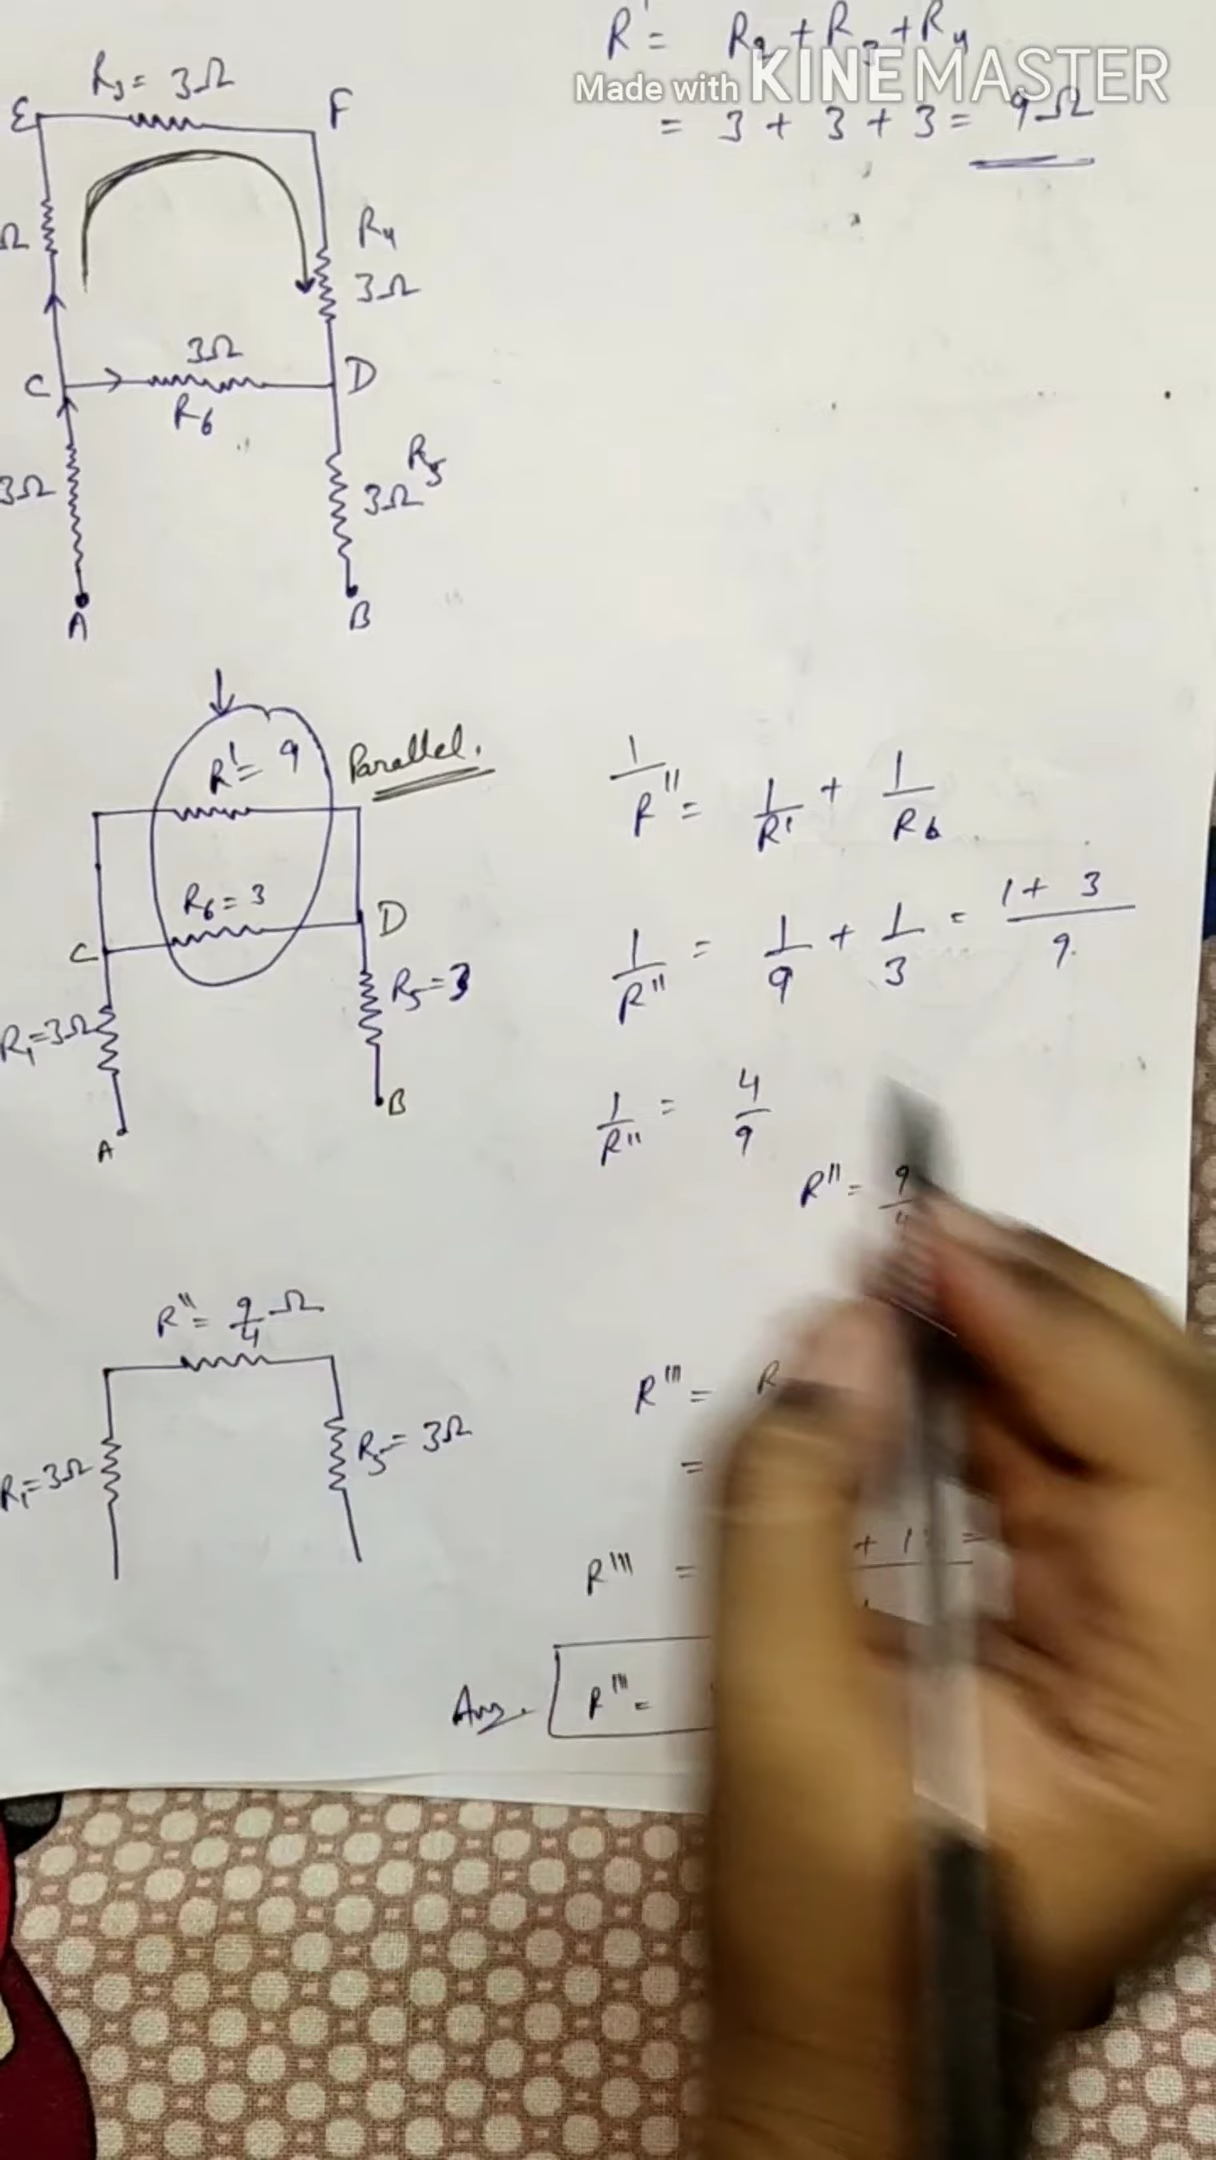 R' = R2 + R3 + R4
Made with KINEMASTER
= 3 + 3 + 3 = 9Ω
R3 = 3Ω
E
F
Ω
R4
3Ω
3Ω
C
D
R6
R5
3Ω
3Ω
A
B
R' = 9
Parallel.
R6 = 3
C
D
R1 = 3Ω
R5 = 3
A
B
1/R'' = 1/R' + 1/R6
1/R'' = 1/9 + 1/3 = 1 + 3/9
1/R'' = 4/9
R'' = 9/4
R'' = 9/4 Ω
R1 = 3Ω
R5 = 3Ω
R''' = R
=
R''' =
Ans. R''' =